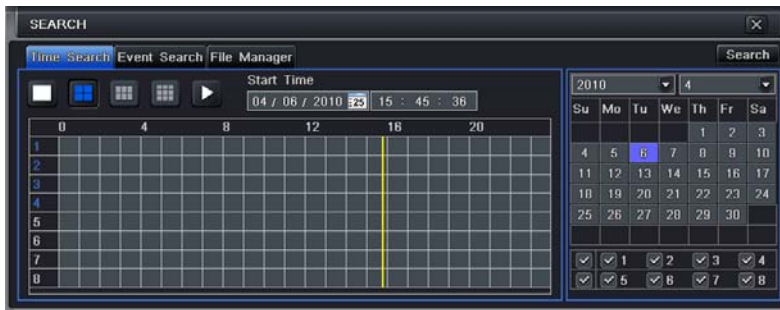 SEARCH
Time Search Event Search File Manager Search
Start Time
04 / 06 / 2010 25 15 : 45 : 36
0 4 8 12 16 20
1
2
3
4
5
6
7
8
2010 4
Su Mo Tu We Th Fr Sa
1 2 3
4 5 6 7 8 9 10
11 12 13 14 15 16 17
18 19 20 21 22 23 24
25 26 27 28 29 30
1 2 3 4
5 6 7 8